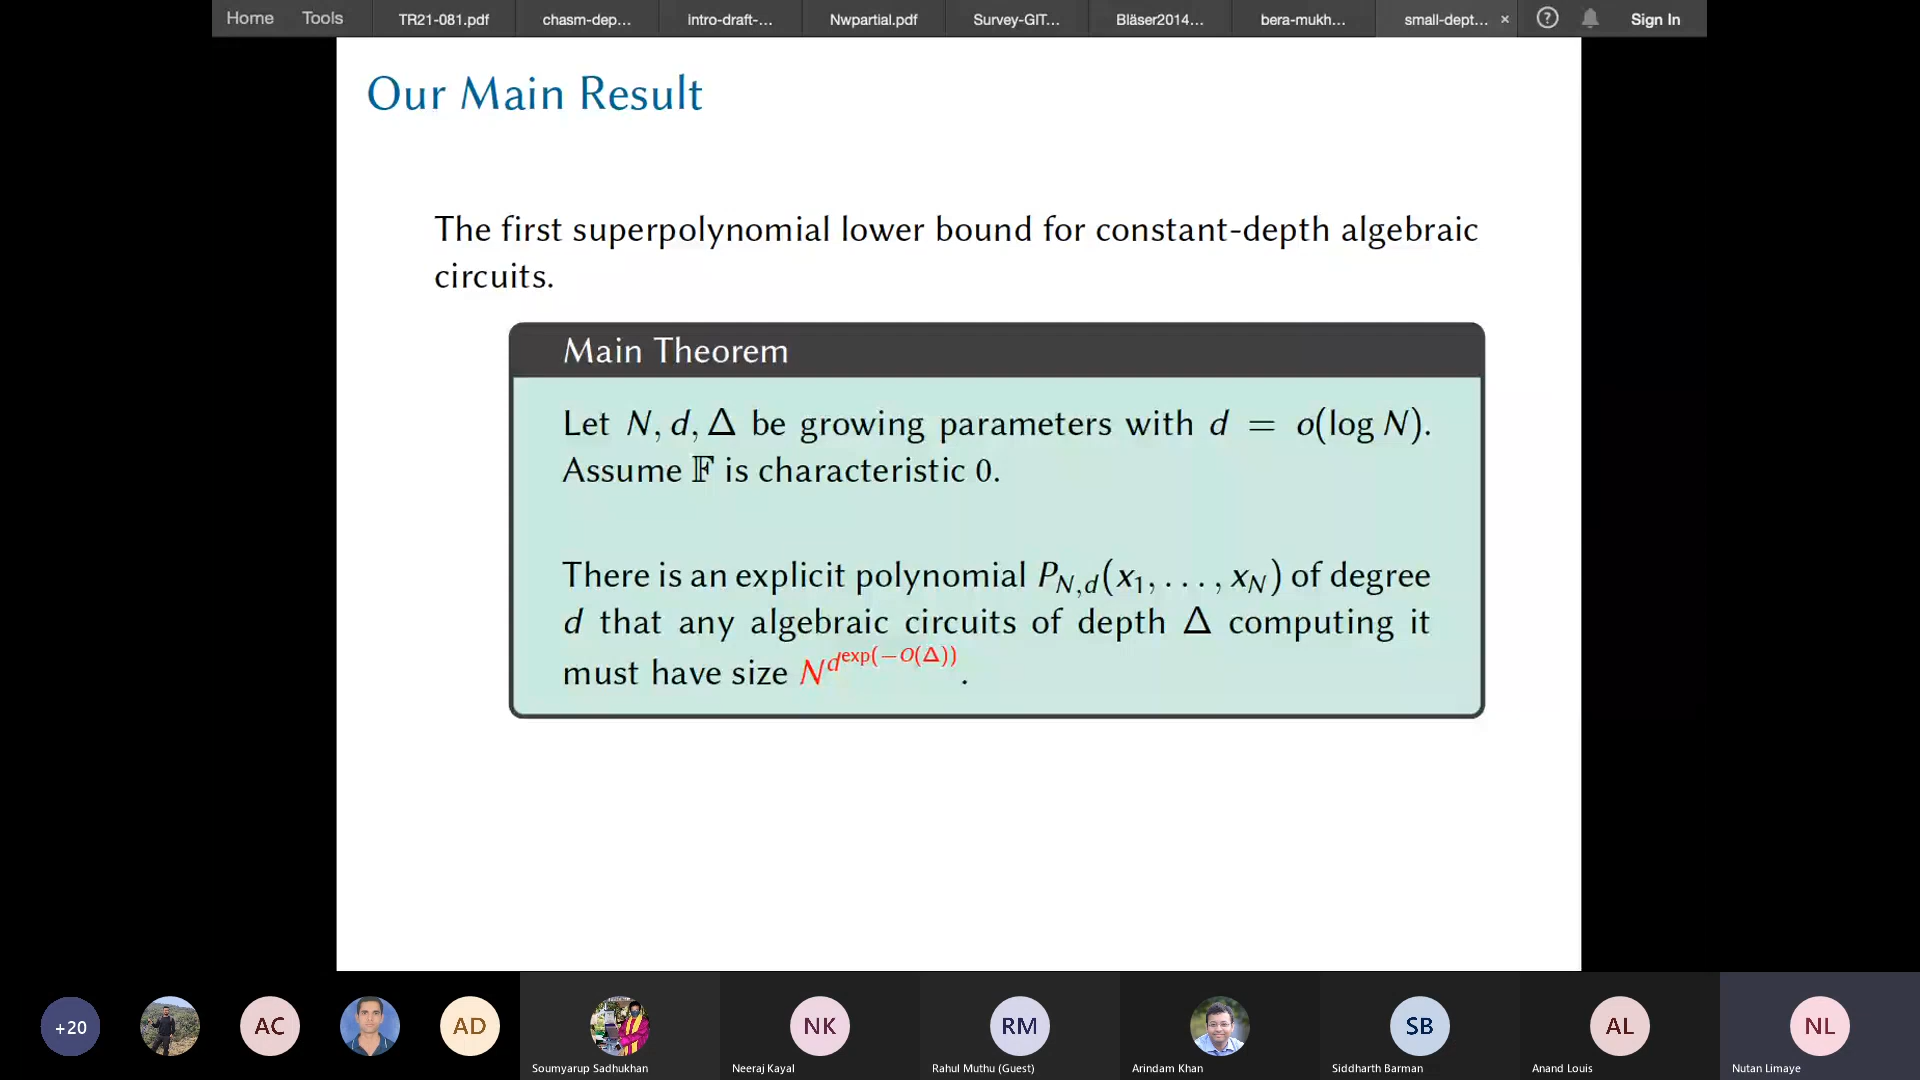 Home Tools TR21-081.pdf chasm-dep... intro-draft-... Nwpartial.pdf Survey-GIT... Bläser2014... bera-mukh... small-dept... × ? Sign In
Our Main Result
The first superpolynomial lower bound for constant-depth algebraic
circuits.
Main Theorem
Let N, d, Δ be growing parameters with d = o(log N).
Assume 𝔽 is characteristic 0.
There is an explicit polynomial P_{N,d}(x_1, . . . , x_N) of degree
d that any algebraic circuits of depth Δ computing it
must have size N^{d^{exp(−O(Δ))}}.
+20 AC AD NK RM SB AL NL
Soumyarup Sadhukhan Neeraj Kayal Rahul Muthu (Guest) Arindam Khan Siddharth Barman Anand Louis Nutan Limaye